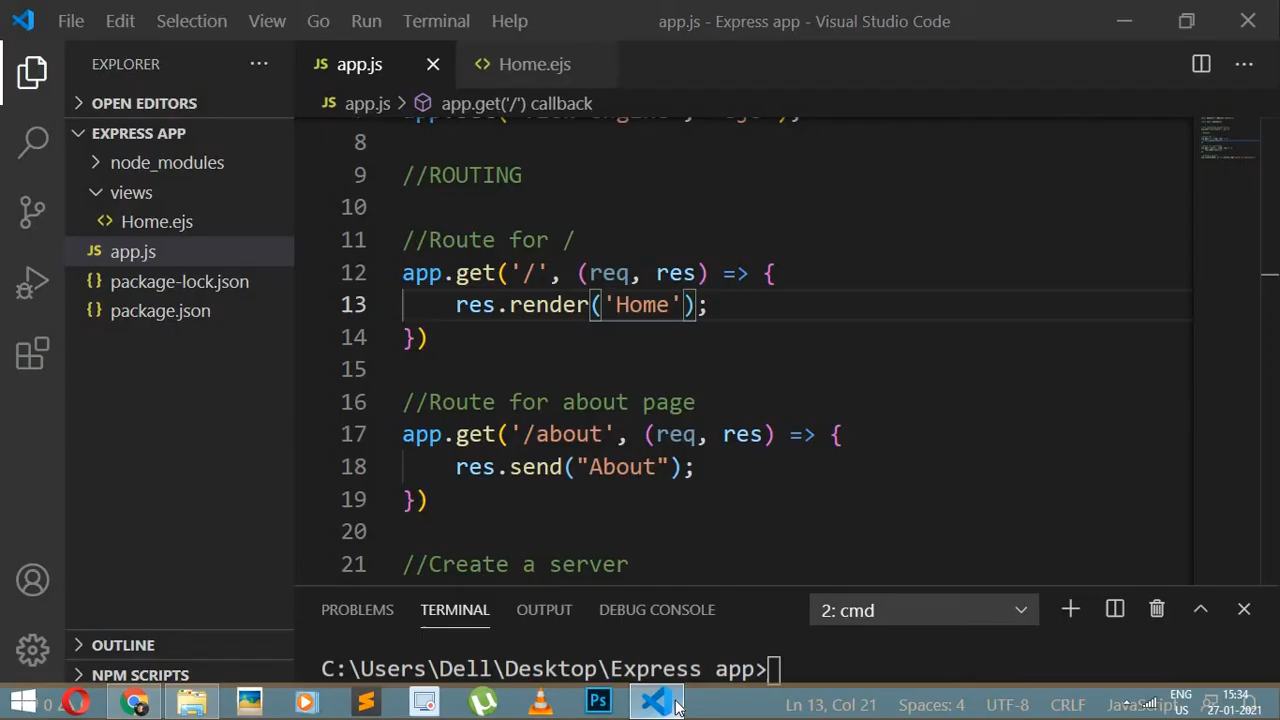 File Edit Selection View Go Run Terminal Help app.js - Express app - Visual Studio Code
EXPLORER
OPEN EDITORS
EXPRESS APP
node_modules
views
Home.ejs
JS app.js
{} package-lock.json
{} package.json
OUTLINE
NPM SCRIPTS
JS app.js
<> Home.ejs
JS app.js > app.get('/') callback
8
9 //ROUTING
10
11 //Route for /
12 app.get('/', (req, res) => {
13 res.render('Home');
14 })
15
16 //Route for about page
17 app.get('/about', (req, res) => {
18 res.send("About");
19 })
20
21 //Create a server
PROBLEMS TERMINAL OUTPUT DEBUG CONSOLE 2: cmd
C:\Users\Dell\Desktop\Express app>
Ps
Ln 13, Col 21 Spaces: 4 UTF-8 CRLF
ENG
US
15:34
27-01-2021